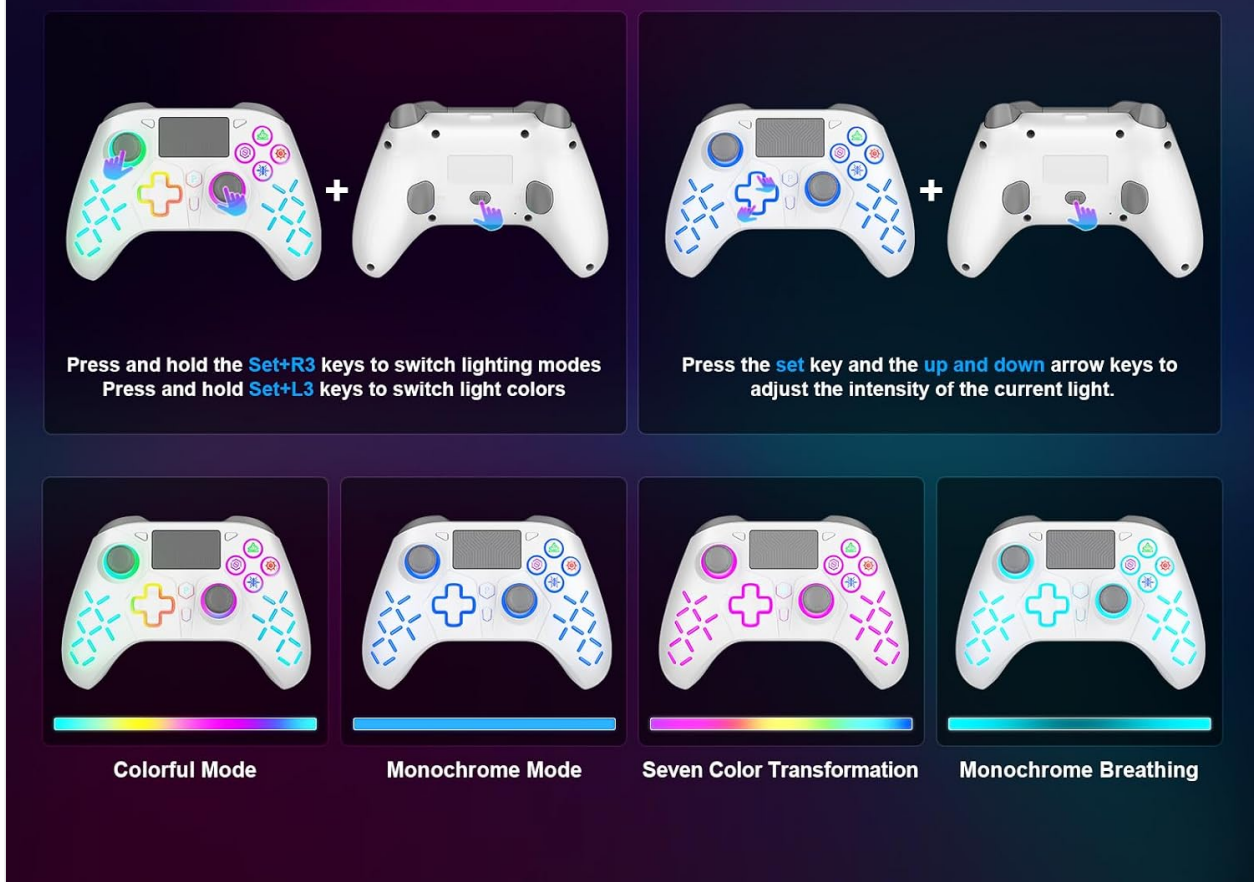 Press and hold the Set+R3 keys to switch lighting modes
Press and hold Set+L3 keys to switch light colors
Press the set key and the up and down arrow keys to
adjust the intensity of the current light.
Colorful Mode
Monochrome Mode
Seven Color Transformation
Monochrome Breathing